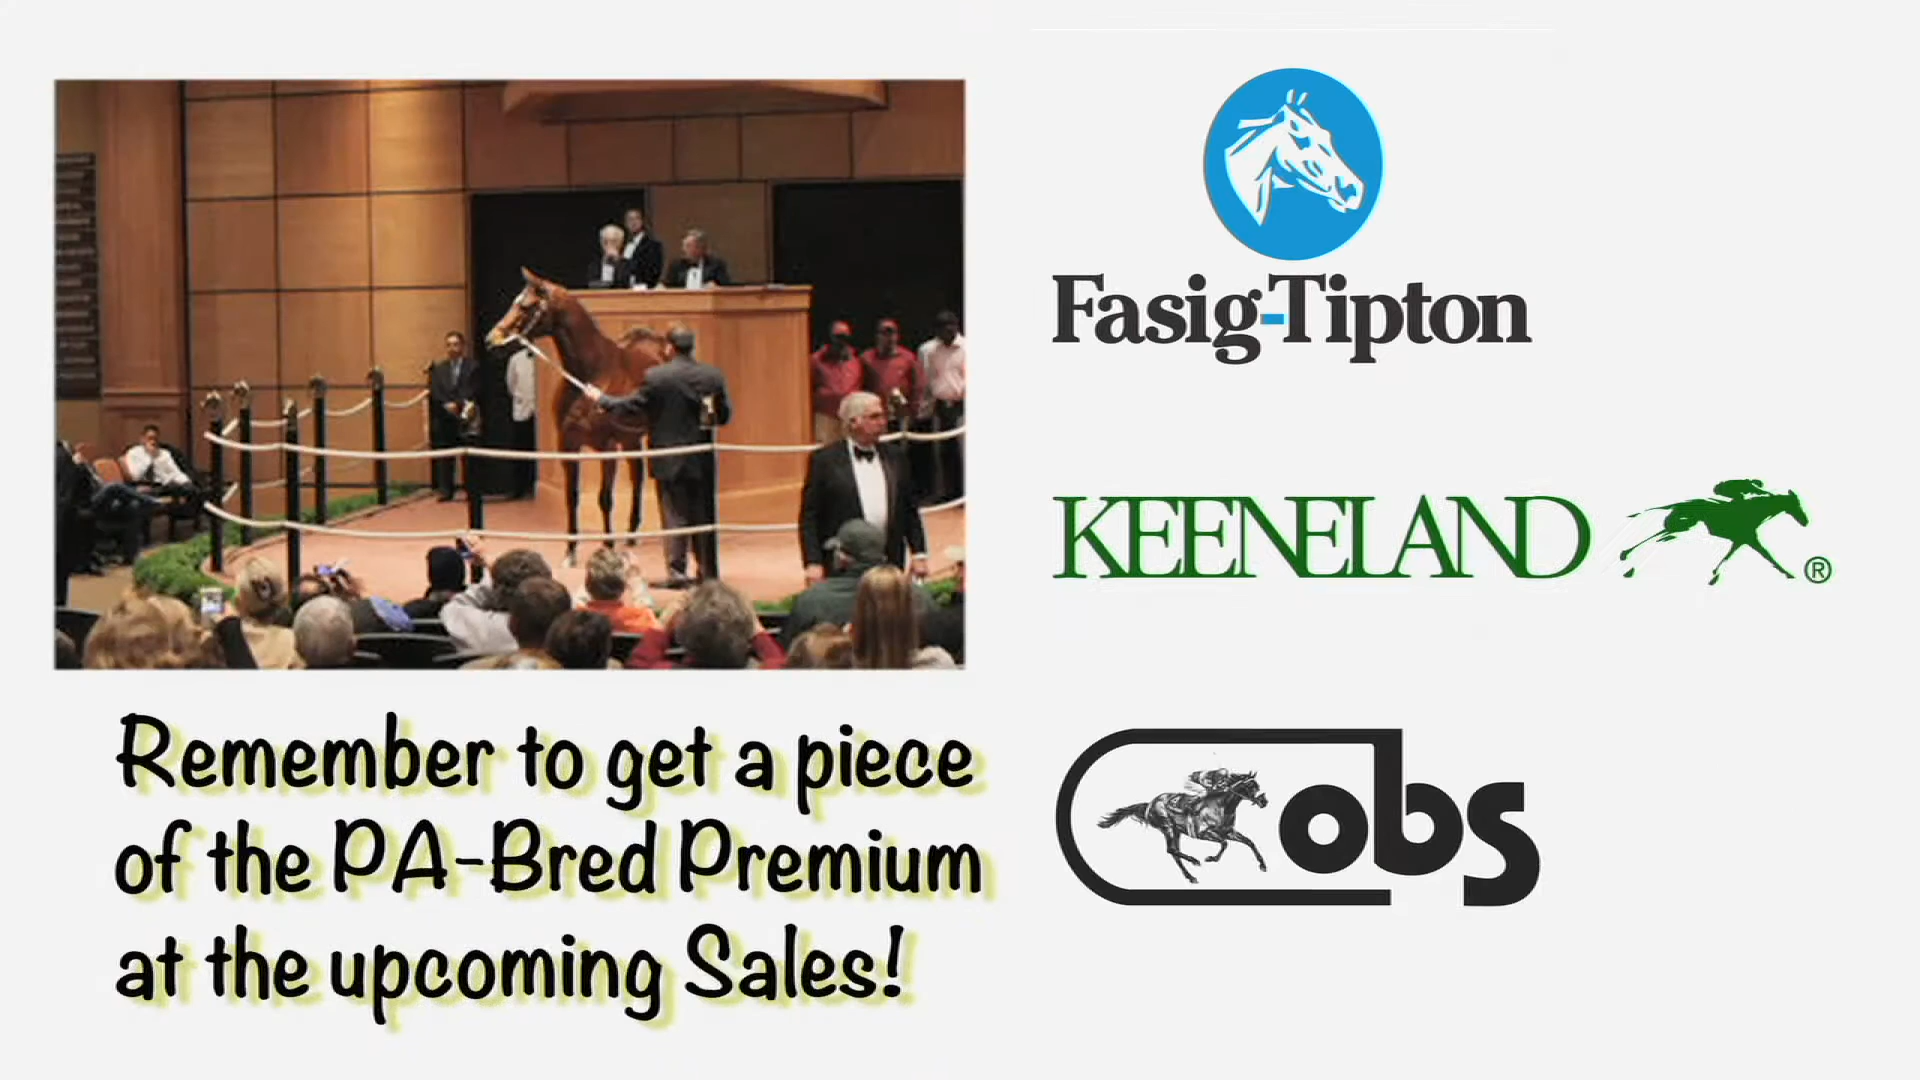 Remember to get a piece
of the PA-Bred Premium
at the upcoming Sales!
Fasig-Tipton
KEENELAND ®
obs